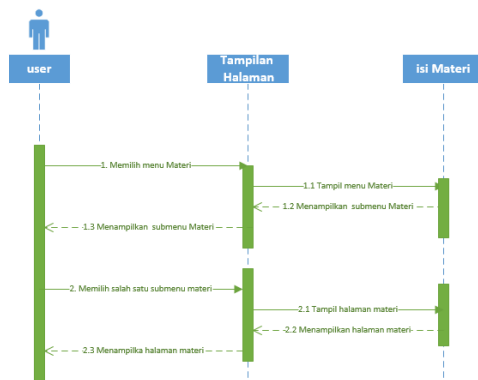 user
Tampilan
Halaman
isi Materi
1. Memilih menu Materi
1.1 Tampil menu Materi
1.2 Menampilkan submenu Materi
1.3 Menampilkan submenu Materi
2. Memilih salah satu submenu materi
2.1 Tampil halaman materi
2.2 Menampilkan halaman materi
2.3 Menampilka halaman materi